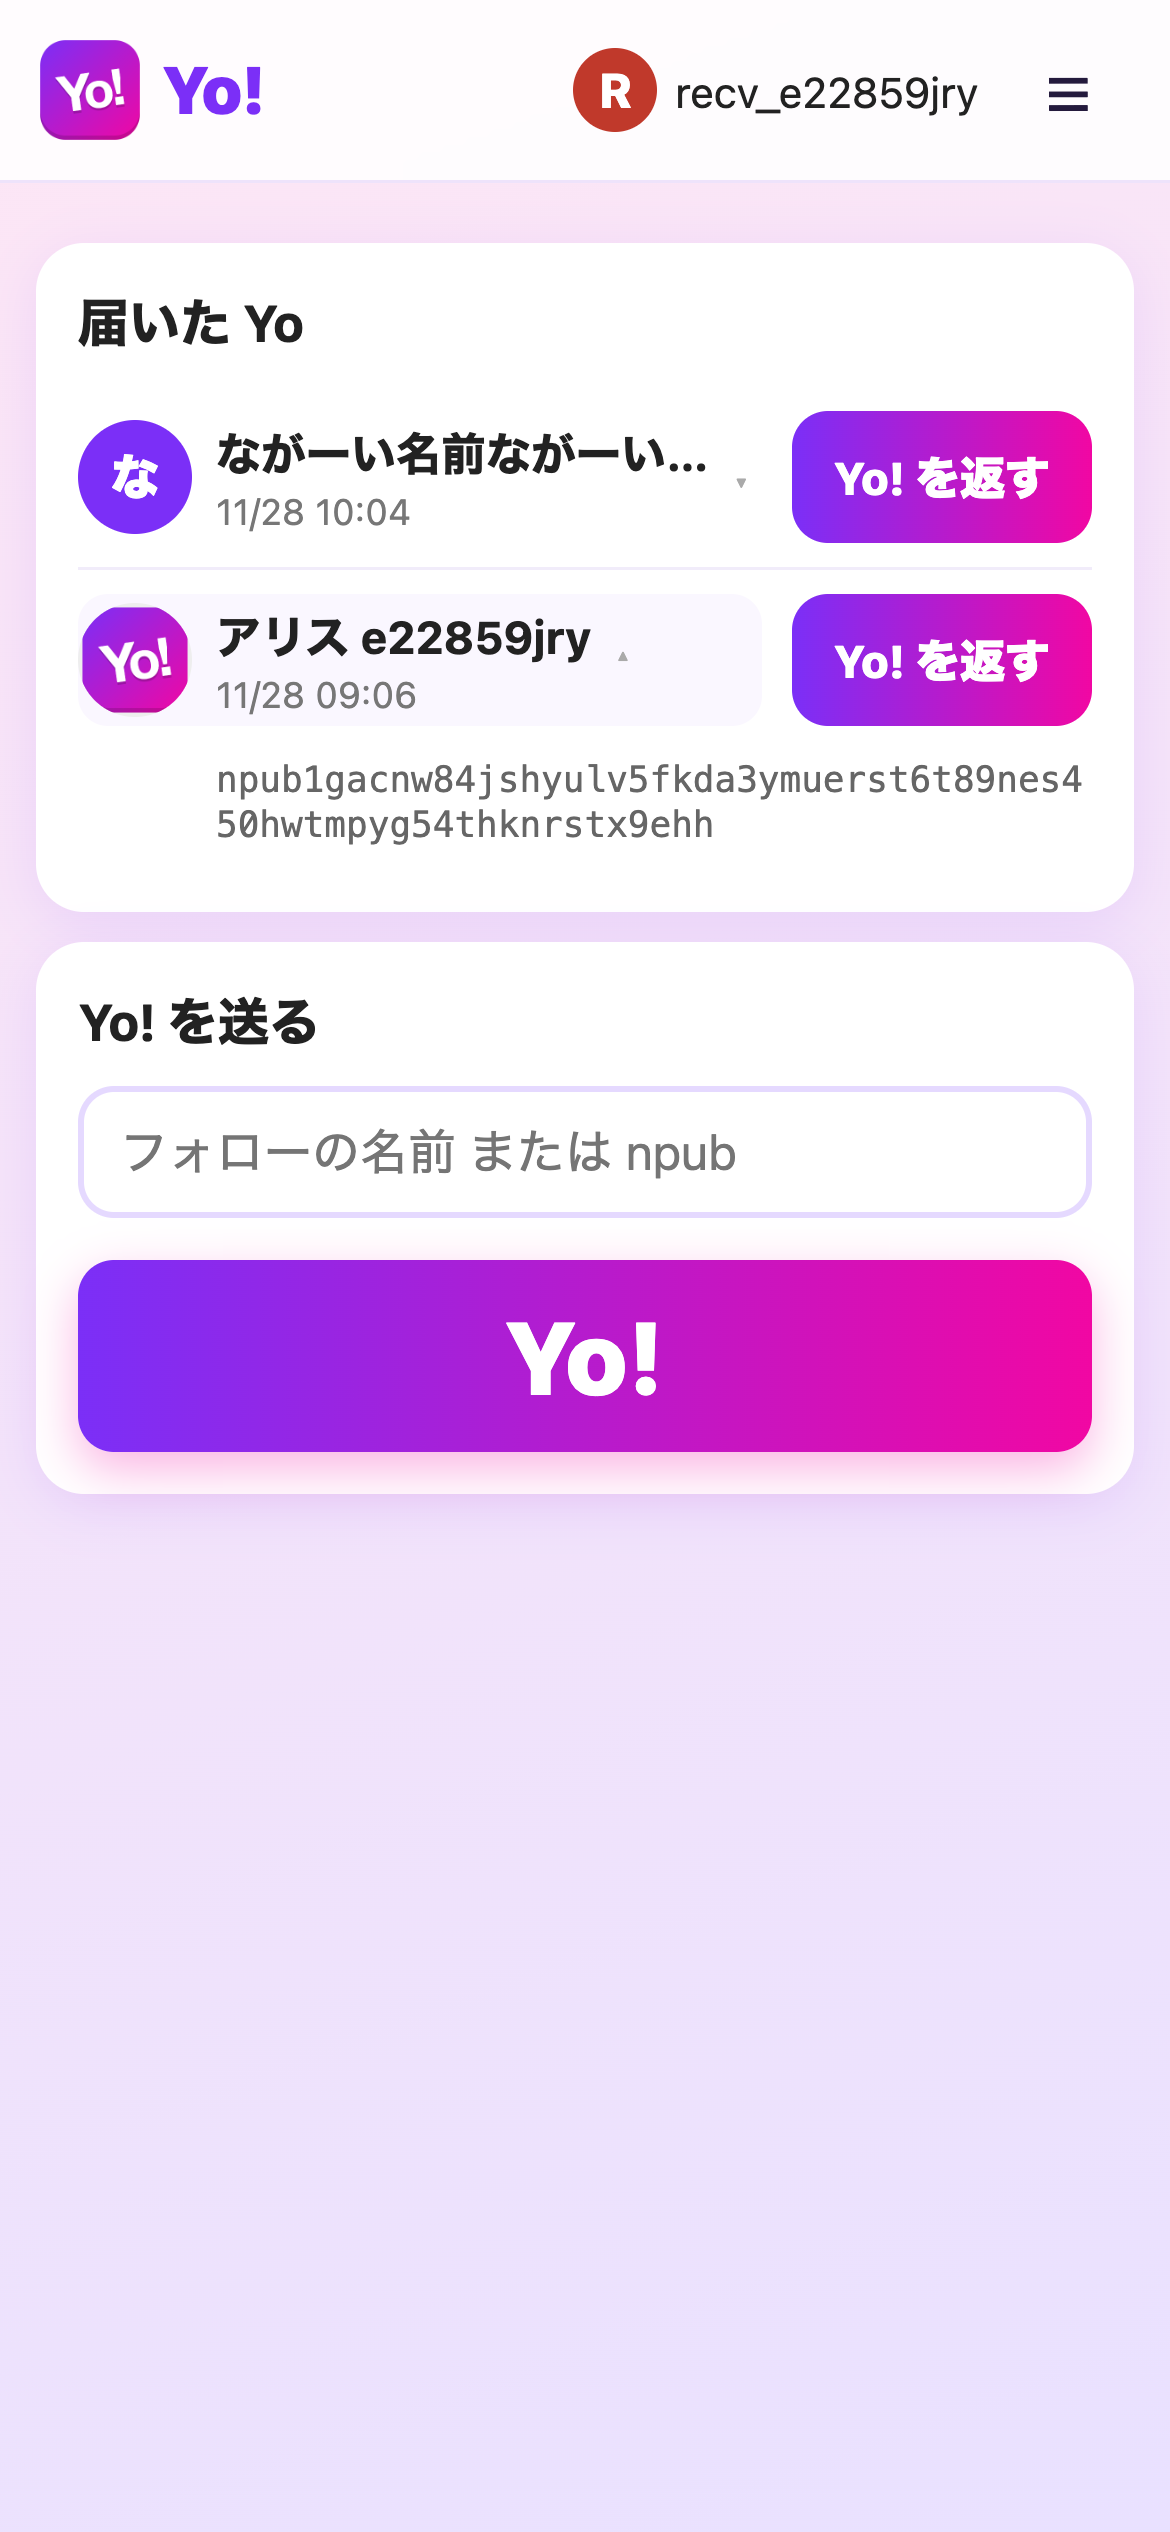 Yo! Yo!
R recv_e22859jry
届いた Yo
な
ながーい名前ながーい...
11/28 10:04
Yo! を返す
Yo!
アリス e22859jry
11/28 09:06
Yo! を返す
npub1gacnw84jshyulv5fkda3ymuerst6t89nes4
50hwtmpyg54thknrstx9ehh
Yo! を送る
フォローの名前 または npub
Yo!